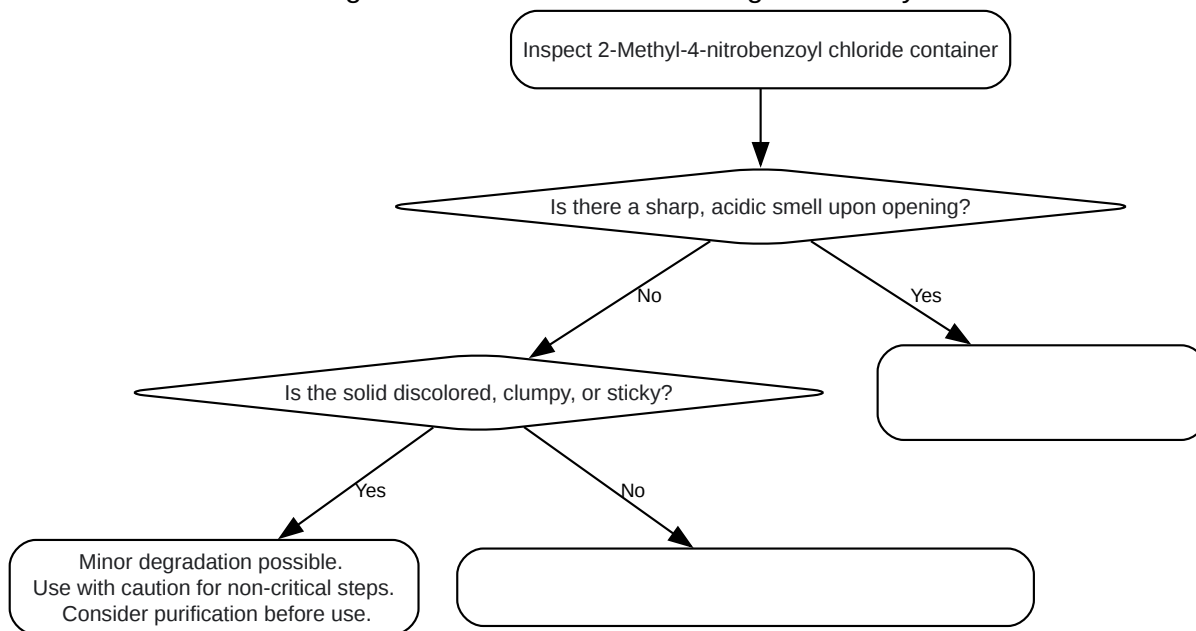 Inspect 2-Methyl-4-nitrobenzoyl chloride container
Is there a sharp, acidic smell upon opening?
No
Yes
Is the solid discolored, clumpy, or sticky?
Yes
No
Minor degradation possible.
Use with caution for non-critical steps.
Consider purification before use.